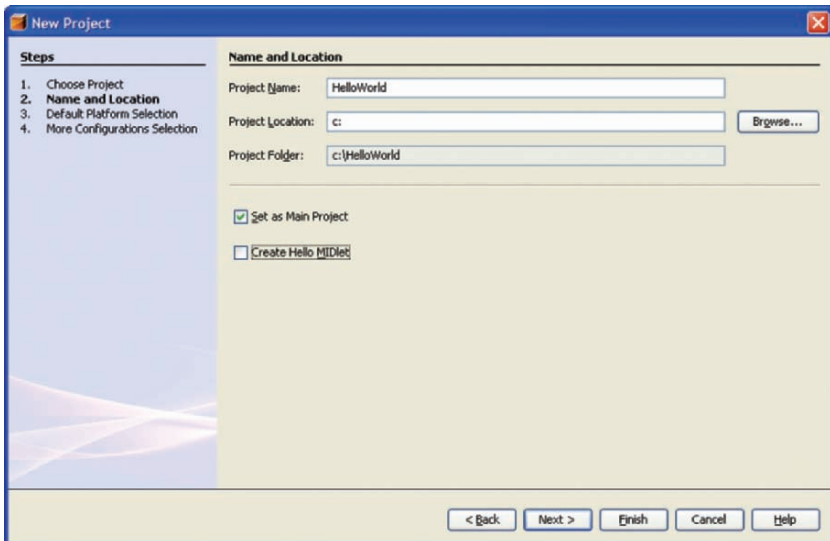 New Project
Steps
1. Choose Project
2. Name and Location
3. Default Platform Selection
4. More Configurations Selection
Name and Location
Project Name: HelloWorld
Project Location: c: Browse...
Project Folder: c:\HelloWorld
Set as Main Project
Create Hello MIDlet
< Back Next > Finish Cancel Help